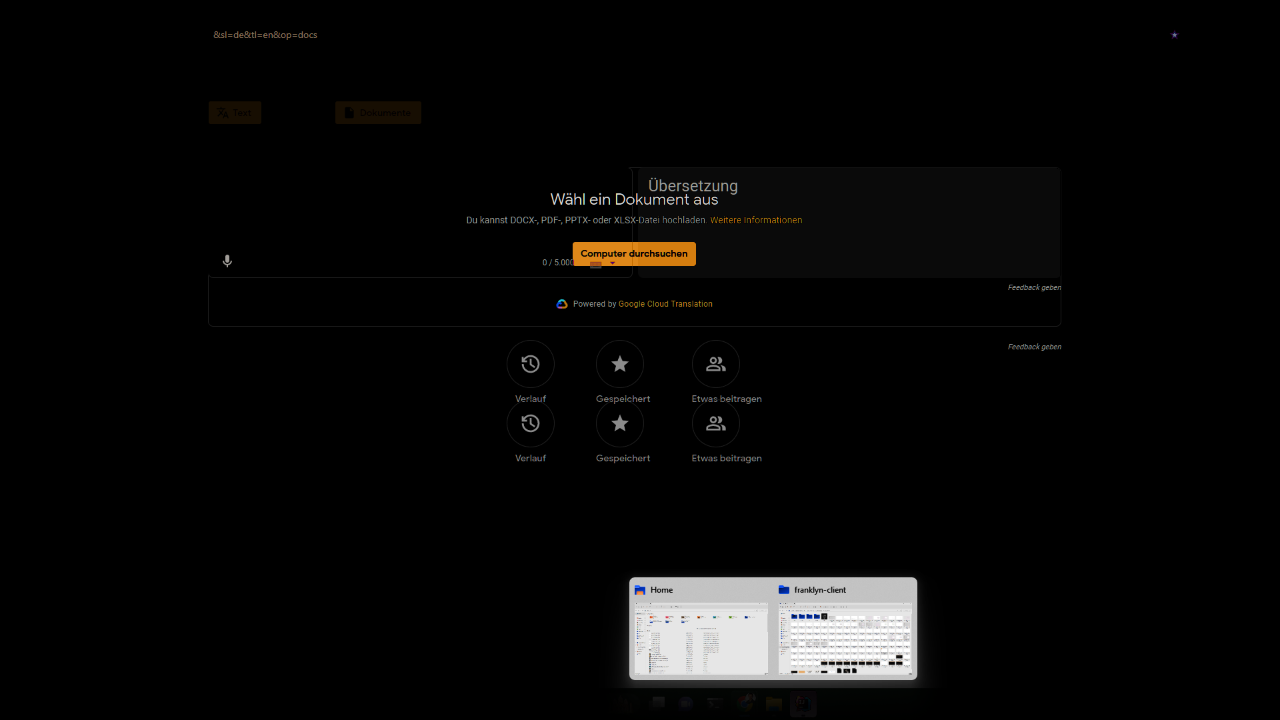 &sl=de&tl=en&op=docs
Text
Dokumente
Übersetzung
Wähl ein Dokument aus
Du kannst DOCX-, PDF-, PPTX- oder XLSX-Datei hochladen. Weitere Informationen
Computer durchsuchen
0 / 5.000
Feedback geben
Powered by Google Cloud Translation
Feedback geben
Verlauf
Gespeichert
Etwas beitragen
Verlauf
Gespeichert
Etwas beitragen
Home
franklyn-client